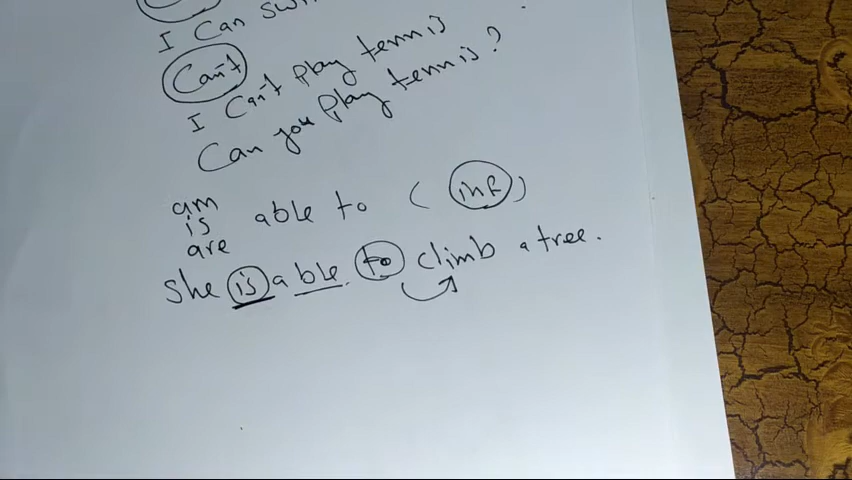 I Can
Can't
I Can't Play tennis
Can you Play tennis?
am
is able to (inf)
are
She is able to climb a tree.